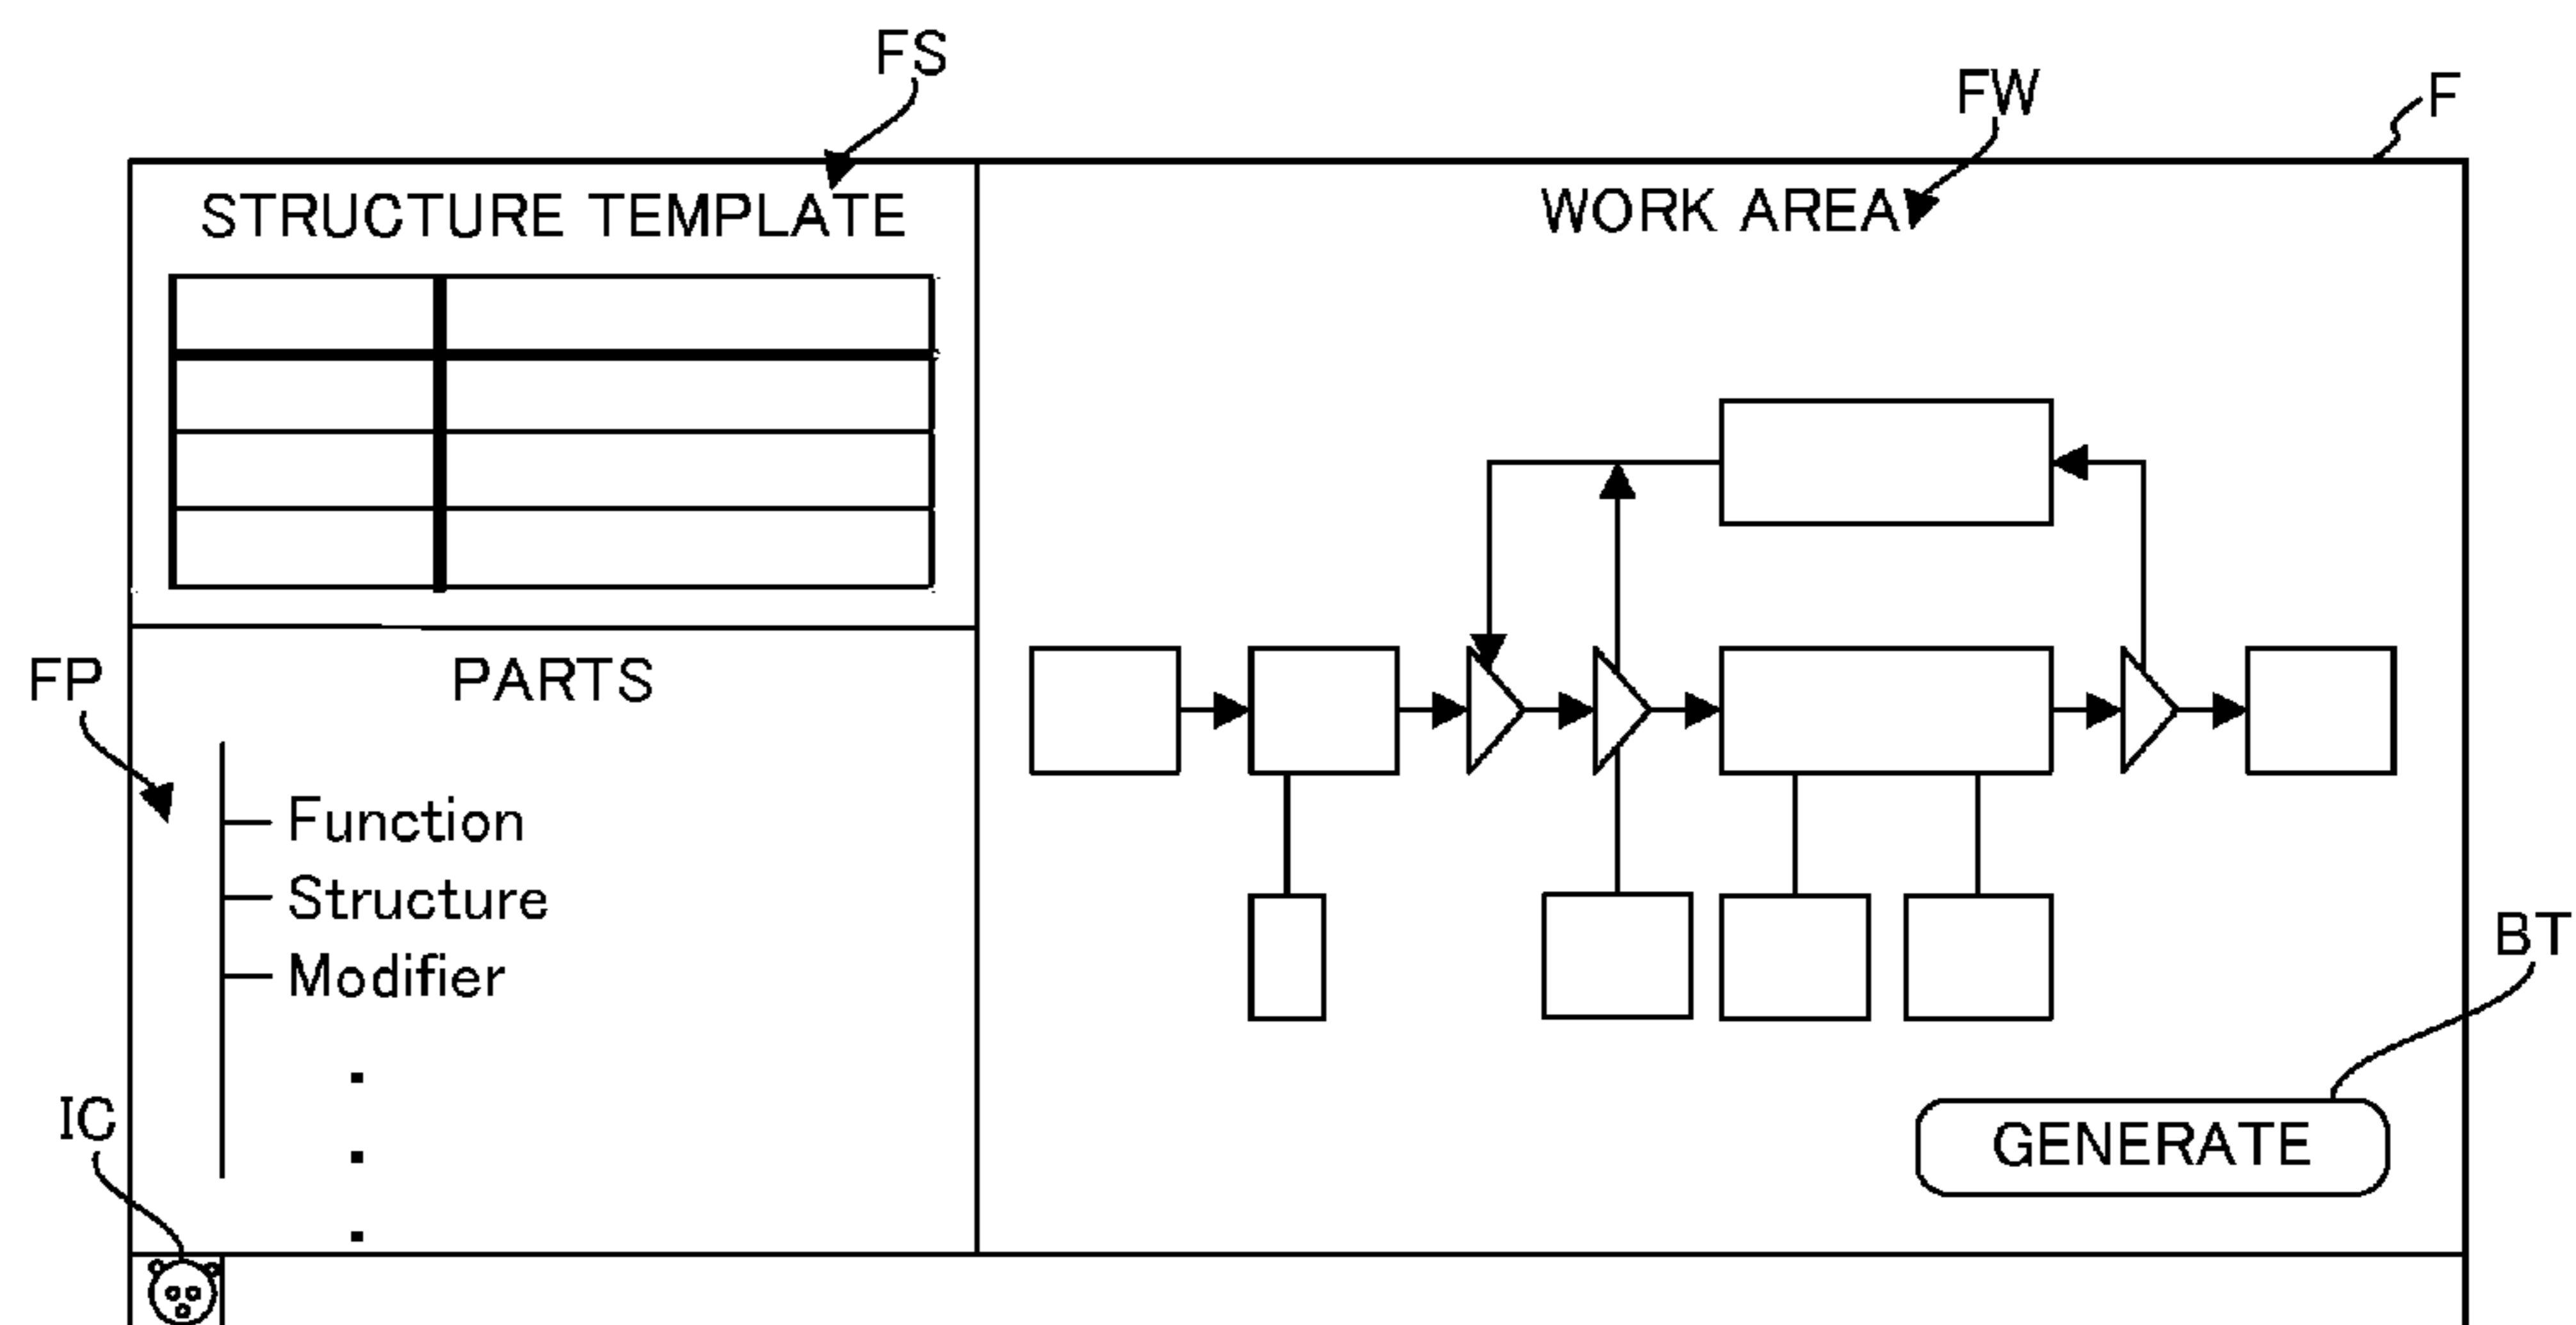 FS
FW
F
STRUCTURE TEMPLATE
WORK AREA
FP
PARTS
Function
Structure
Modifier
BT
IC
GENERATE